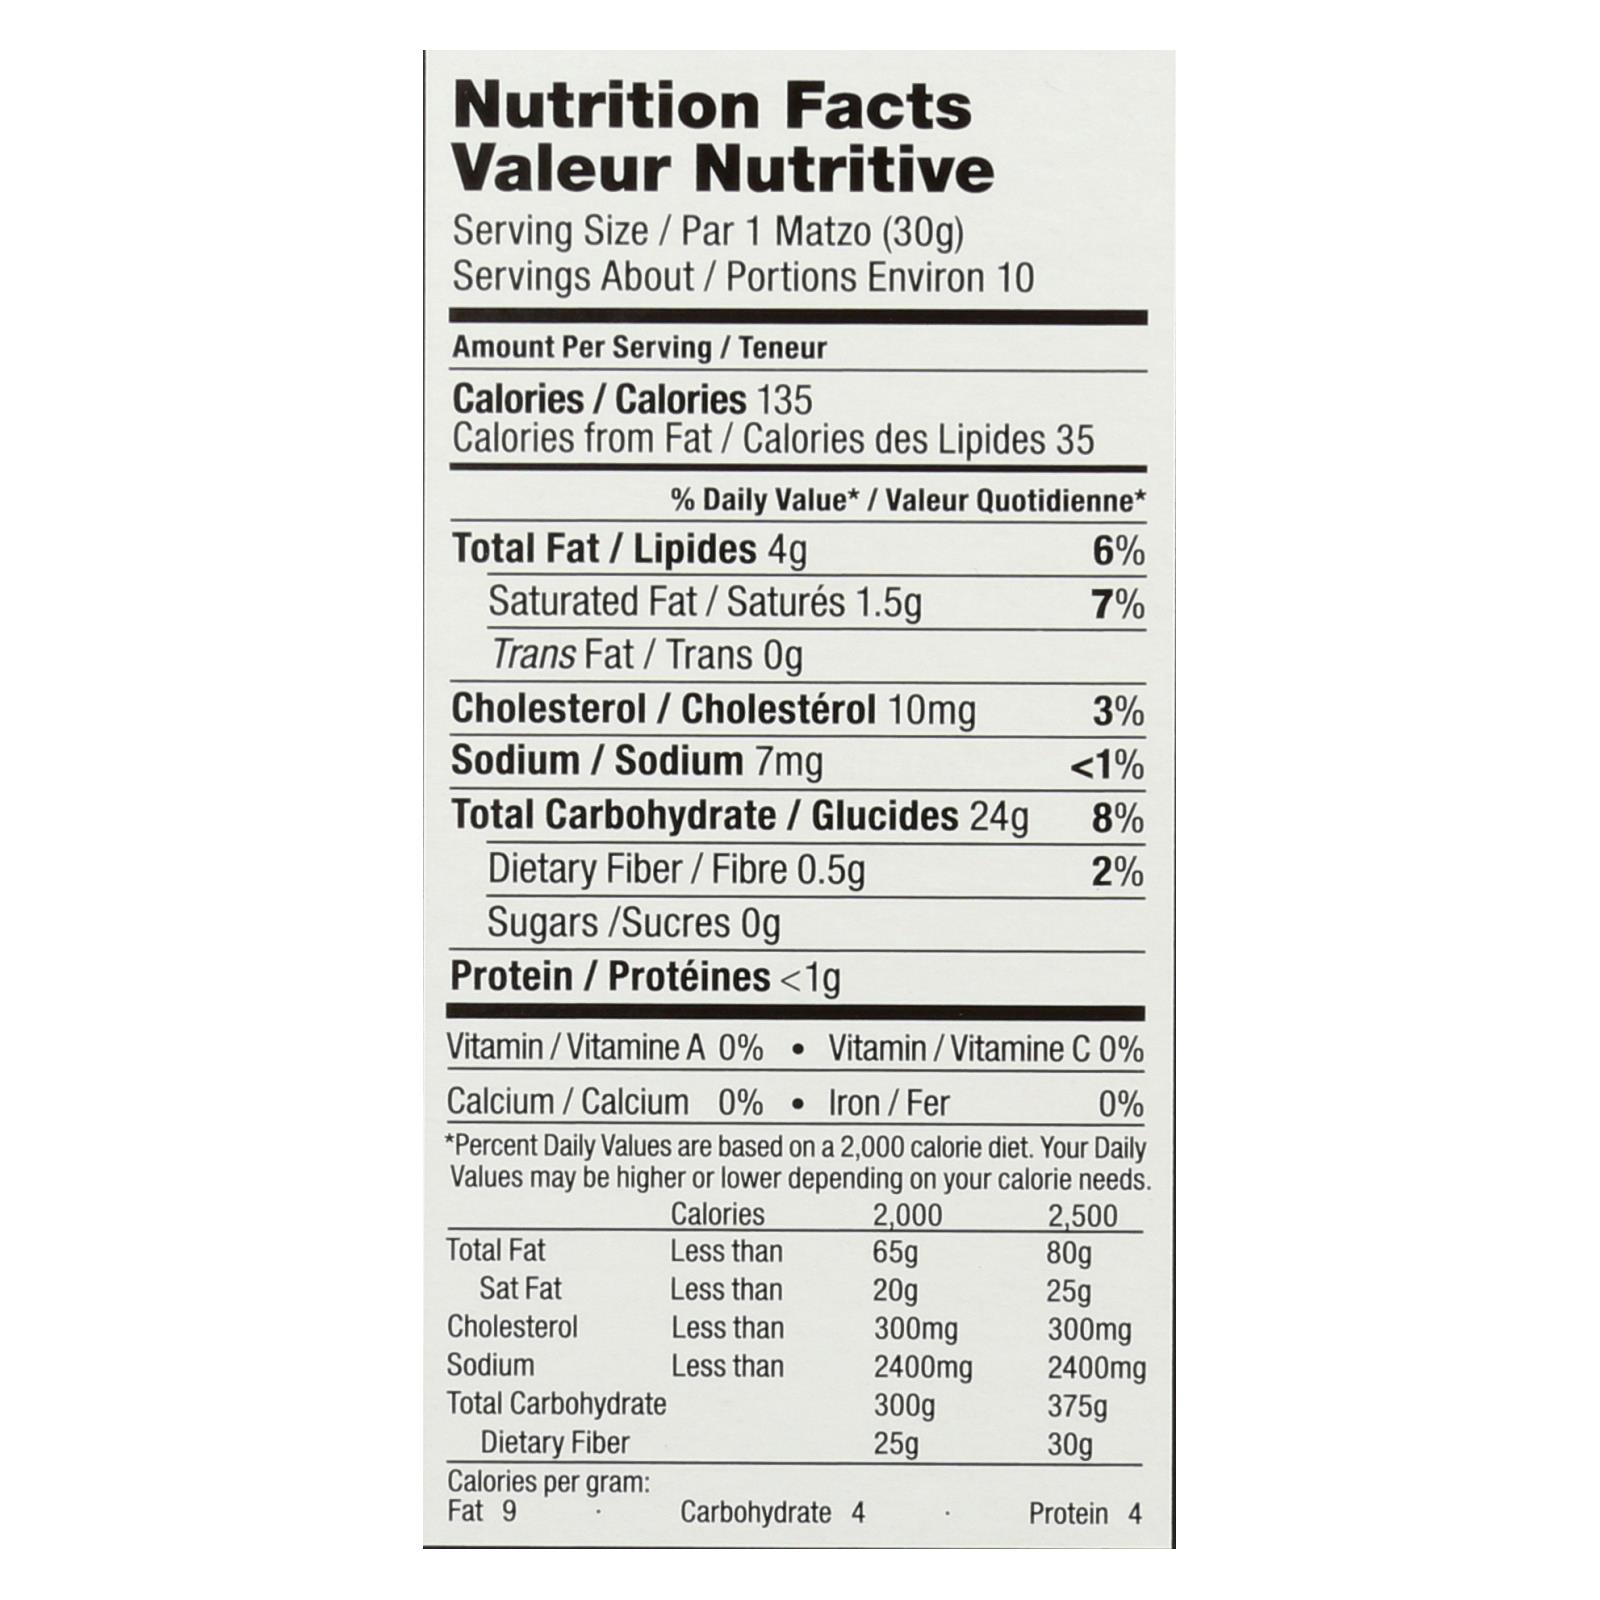 Nutrition Facts
Valeur Nutritive
Serving Size / Par 1 Matzo (30g)
Servings About / Portions Environ 10
Amount Per Serving / Teneur
Calories / Calories 135
Calories from Fat / Calories des Lipides 35
% Daily Value* / Valeur Quotidienne*
Total Fat / Lipides 4g 6%
Saturated Fat / Saturés 1.5g 7%
Trans Fat / Trans 0g
Cholesterol / Cholestérol 10mg 3%
Sodium / Sodium 7mg <1%
Total Carbohydrate / Glucides 24g 8%
Dietary Fiber / Fibre 0.5g 2%
Sugars /Sucres 0g
Protein / Protéines <1g
Vitamin / Vitamine A 0% • Vitamin / Vitamine C 0%
Calcium / Calcium 0% • Iron / Fer 0%
*Percent Daily Values are based on a 2,000 calorie diet. Your Daily
Values may be higher or lower depending on your calorie needs.
Calories 2,000 2,500
Total Fat Less than 65g 80g
Sat Fat Less than 20g 25g
Cholesterol Less than 300mg 300mg
Sodium Less than 2400mg 2400mg
Total Carbohydrate 300g 375g
Dietary Fiber 25g 30g
Calories per gram:
Fat 9 · Carbohydrate 4 · Protein 4